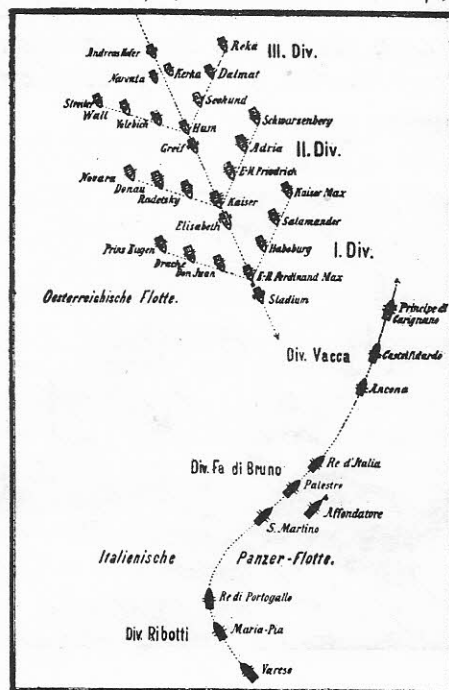 Reka
III. Div.
Andreas Hofer
Kerka
Dalmat
Narenta
Seehund
Streiter
Wall
Velebich
Hum
Schwarzenberg
Greif
Adria
II. Div.
E.H. Friedrich
Novara
Donau
Radetzky
Kaiser
Kaiser Max
Elisabeth
Salamander
Prinz Eugen
Drache
Don Juan
Habsburg
I. Div.
E.H. Ferdinand Max
Stadium
Oesterreichische Flotte.
Principe di
Carignano
Div. Vacca
Castelfidardo
Ancona
Div. Fa di Bruno
Re d'Italia
Palestro
Affondatore
S. Martino
Italienische Panzer-Flotte.
Re di Portogallo
Div. Ribotti
Maria-Pia
Varese